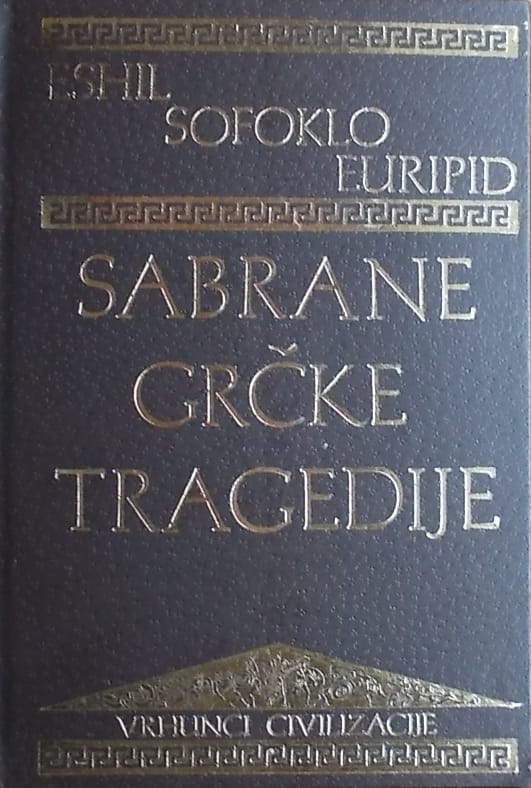 ESHIL
SOFOKLO
EURIPID
SABRANE
GRČKE
TRAGEDIJE
VRHUNCI CIVILIZACIJE